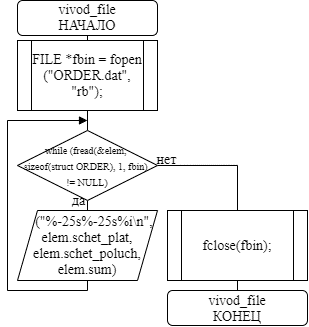 vivod_file
НАЧАЛО
FILE *fbin = fopen
("ORDER.dat",
"rb");
while (fread(&elem,
sizeof(struct ORDER), 1, fbin)
!= NULL)
нет
да
("%-25s%-25s%i\n",
elem.schet_plat,
elem.schet_poluch,
elem.sum)
fclose(fbin);
vivod_file
КОНЕЦ